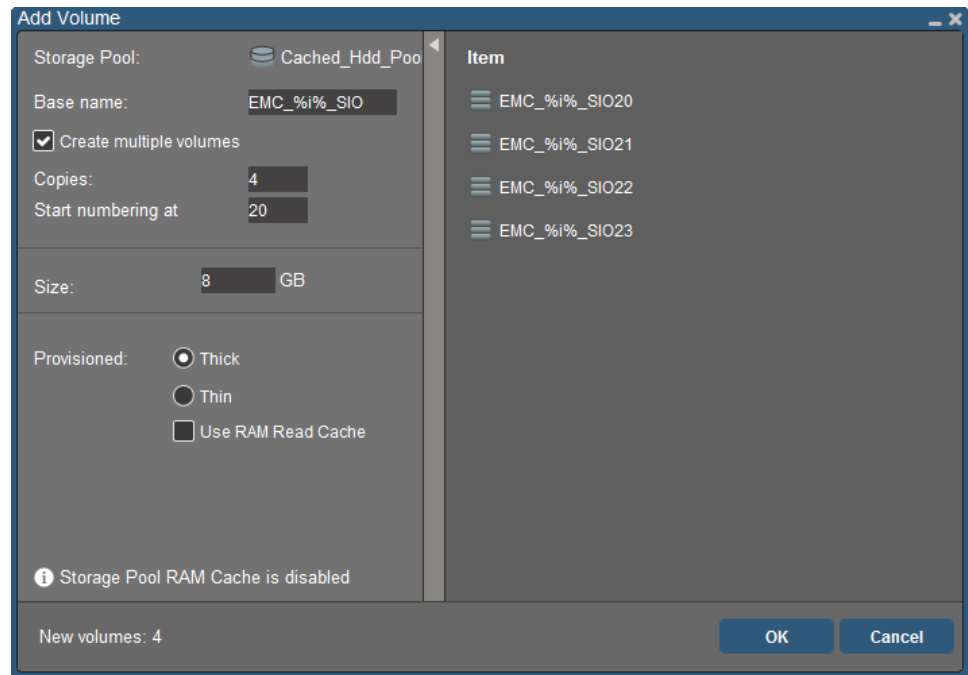 Add Volume
Storage Pool: Cached_Hdd_Poo
Base name: EMC_%i%_SIO
Create multiple volumes
Copies: 4
Start numbering at 20
Size: 8 GB
Provisioned: Thick
Thin
Use RAM Read Cache
Storage Pool RAM Cache is disabled
Item
EMC_%i%_SIO20
EMC_%i%_SIO21
EMC_%i%_SIO22
EMC_%i%_SIO23
New volumes: 4
OK Cancel